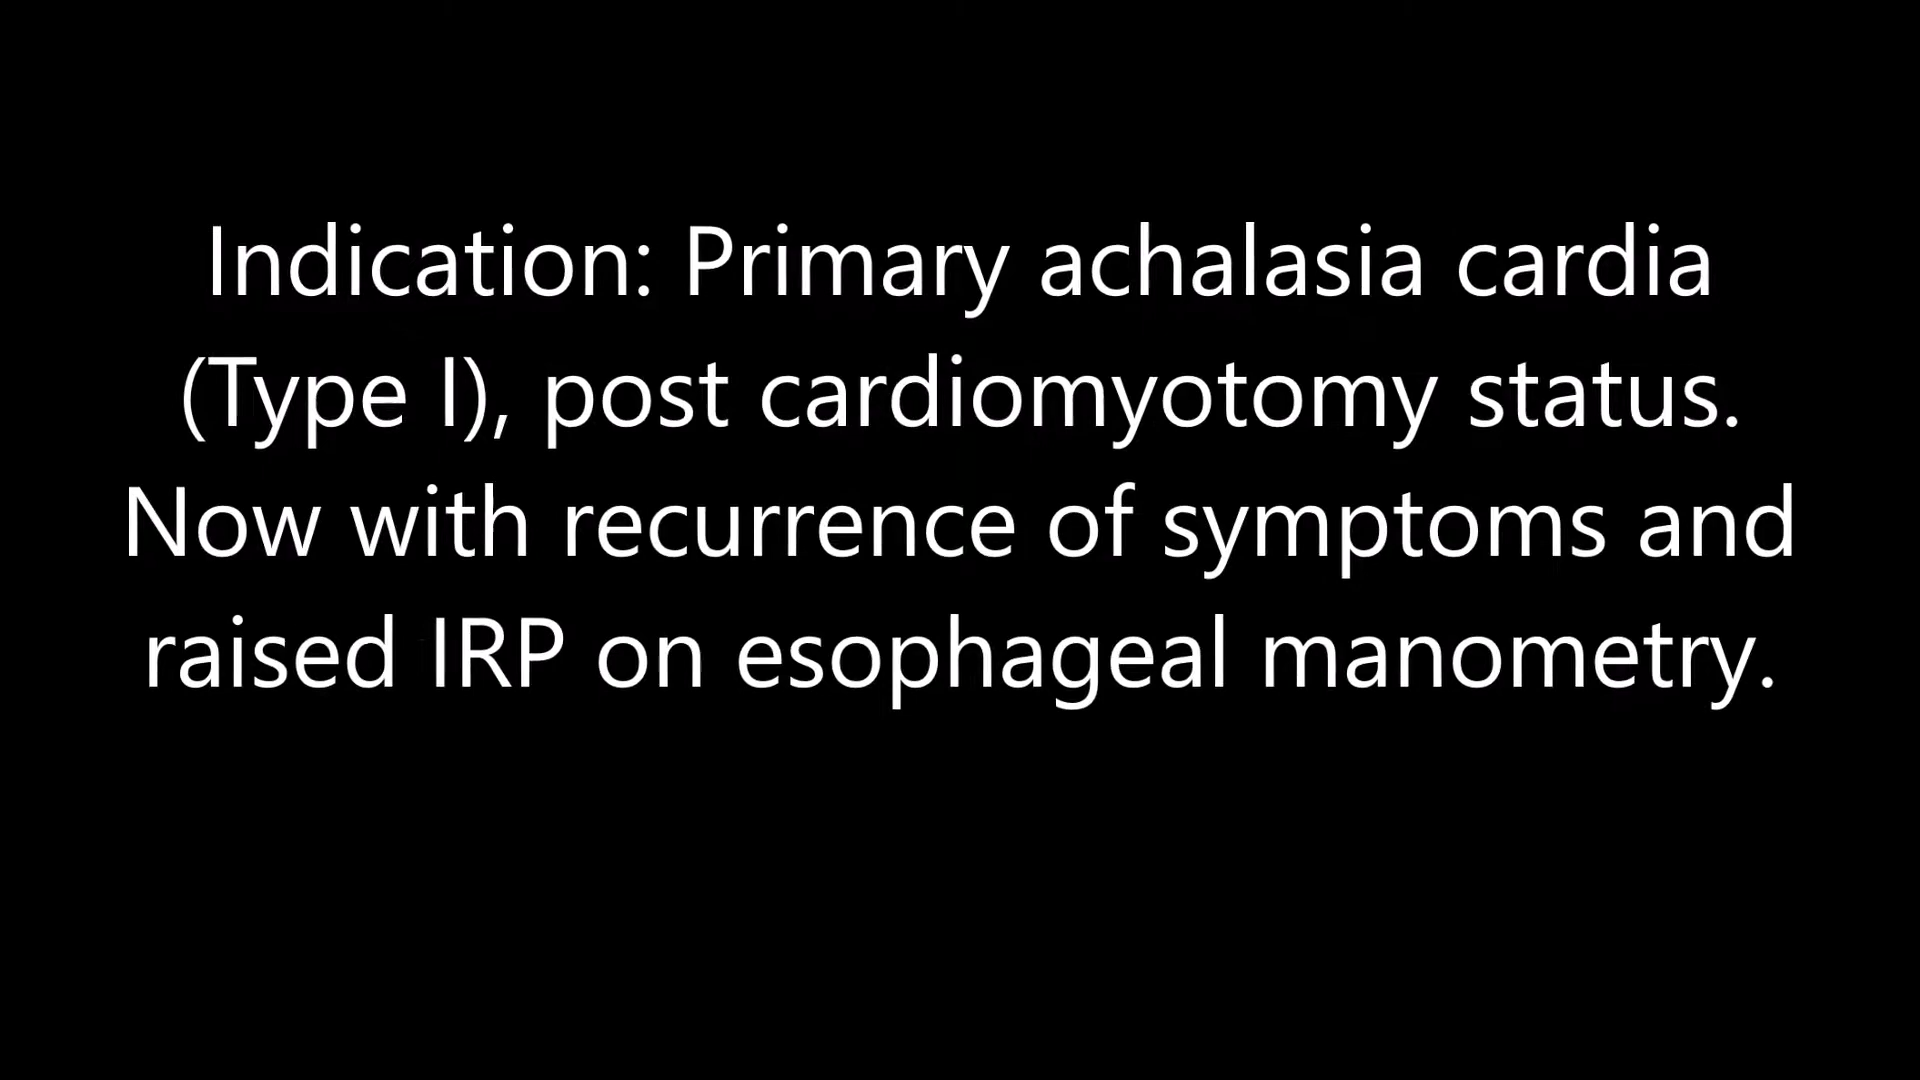 Indication: Primary achalasia cardia
(Type I), post cardiomyotomy status.
Now with recurrence of symptoms and
raised IRP on esophageal manometry.